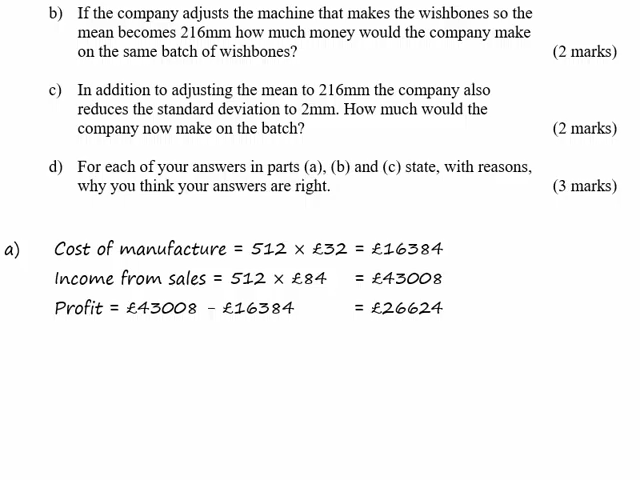 b) If the company adjusts the machine that makes the wishbones so the
mean becomes 216mm how much money would the company make
on the same batch of wishbones? (2 marks)
c) In addition to adjusting the mean to 216mm the company also
reduces the standard deviation to 2mm. How much would the
company now make on the batch? (2 marks)
d) For each of your answers in parts (a), (b) and (c) state, with reasons,
why you think your answers are right. (3 marks)
a) Cost of manufacture = 512 × £32 = £16384
Income from sales = 512 × £84 = £43008
Profit = £43008 - £16384 = £26624